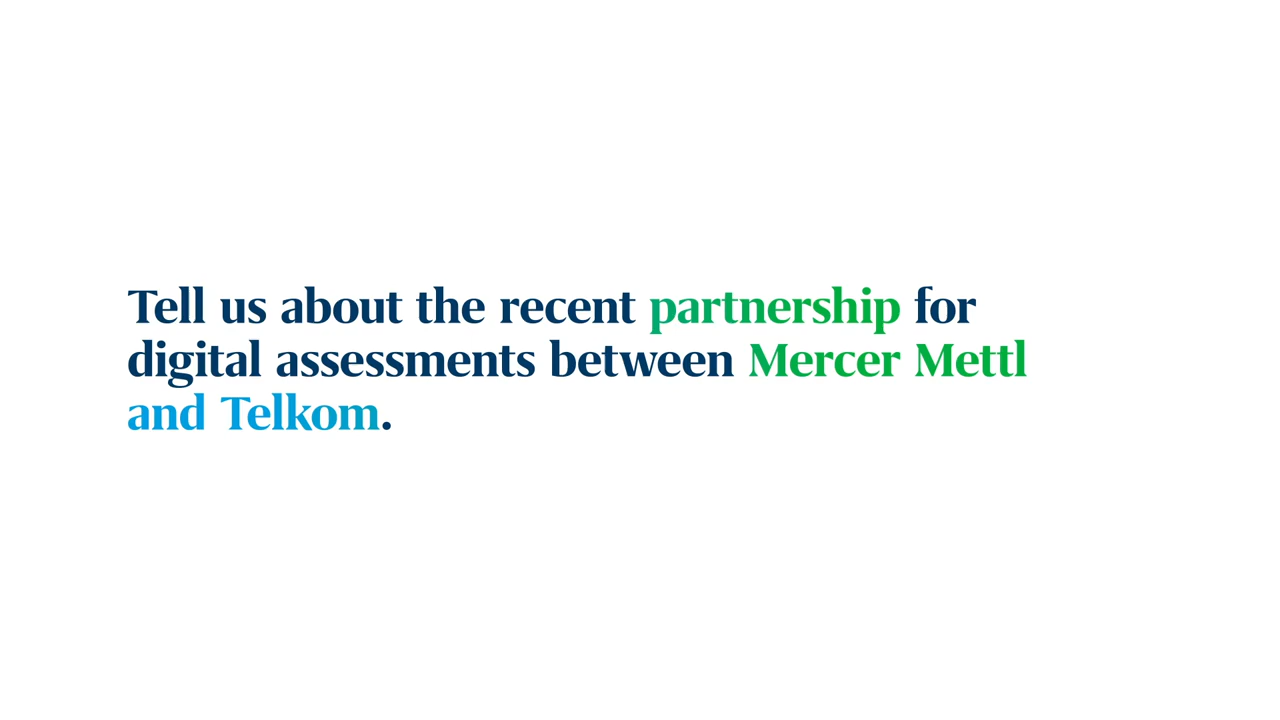 Tell us about the recent partnership for
digital assessments between Mercer Mettl
and Telkom.